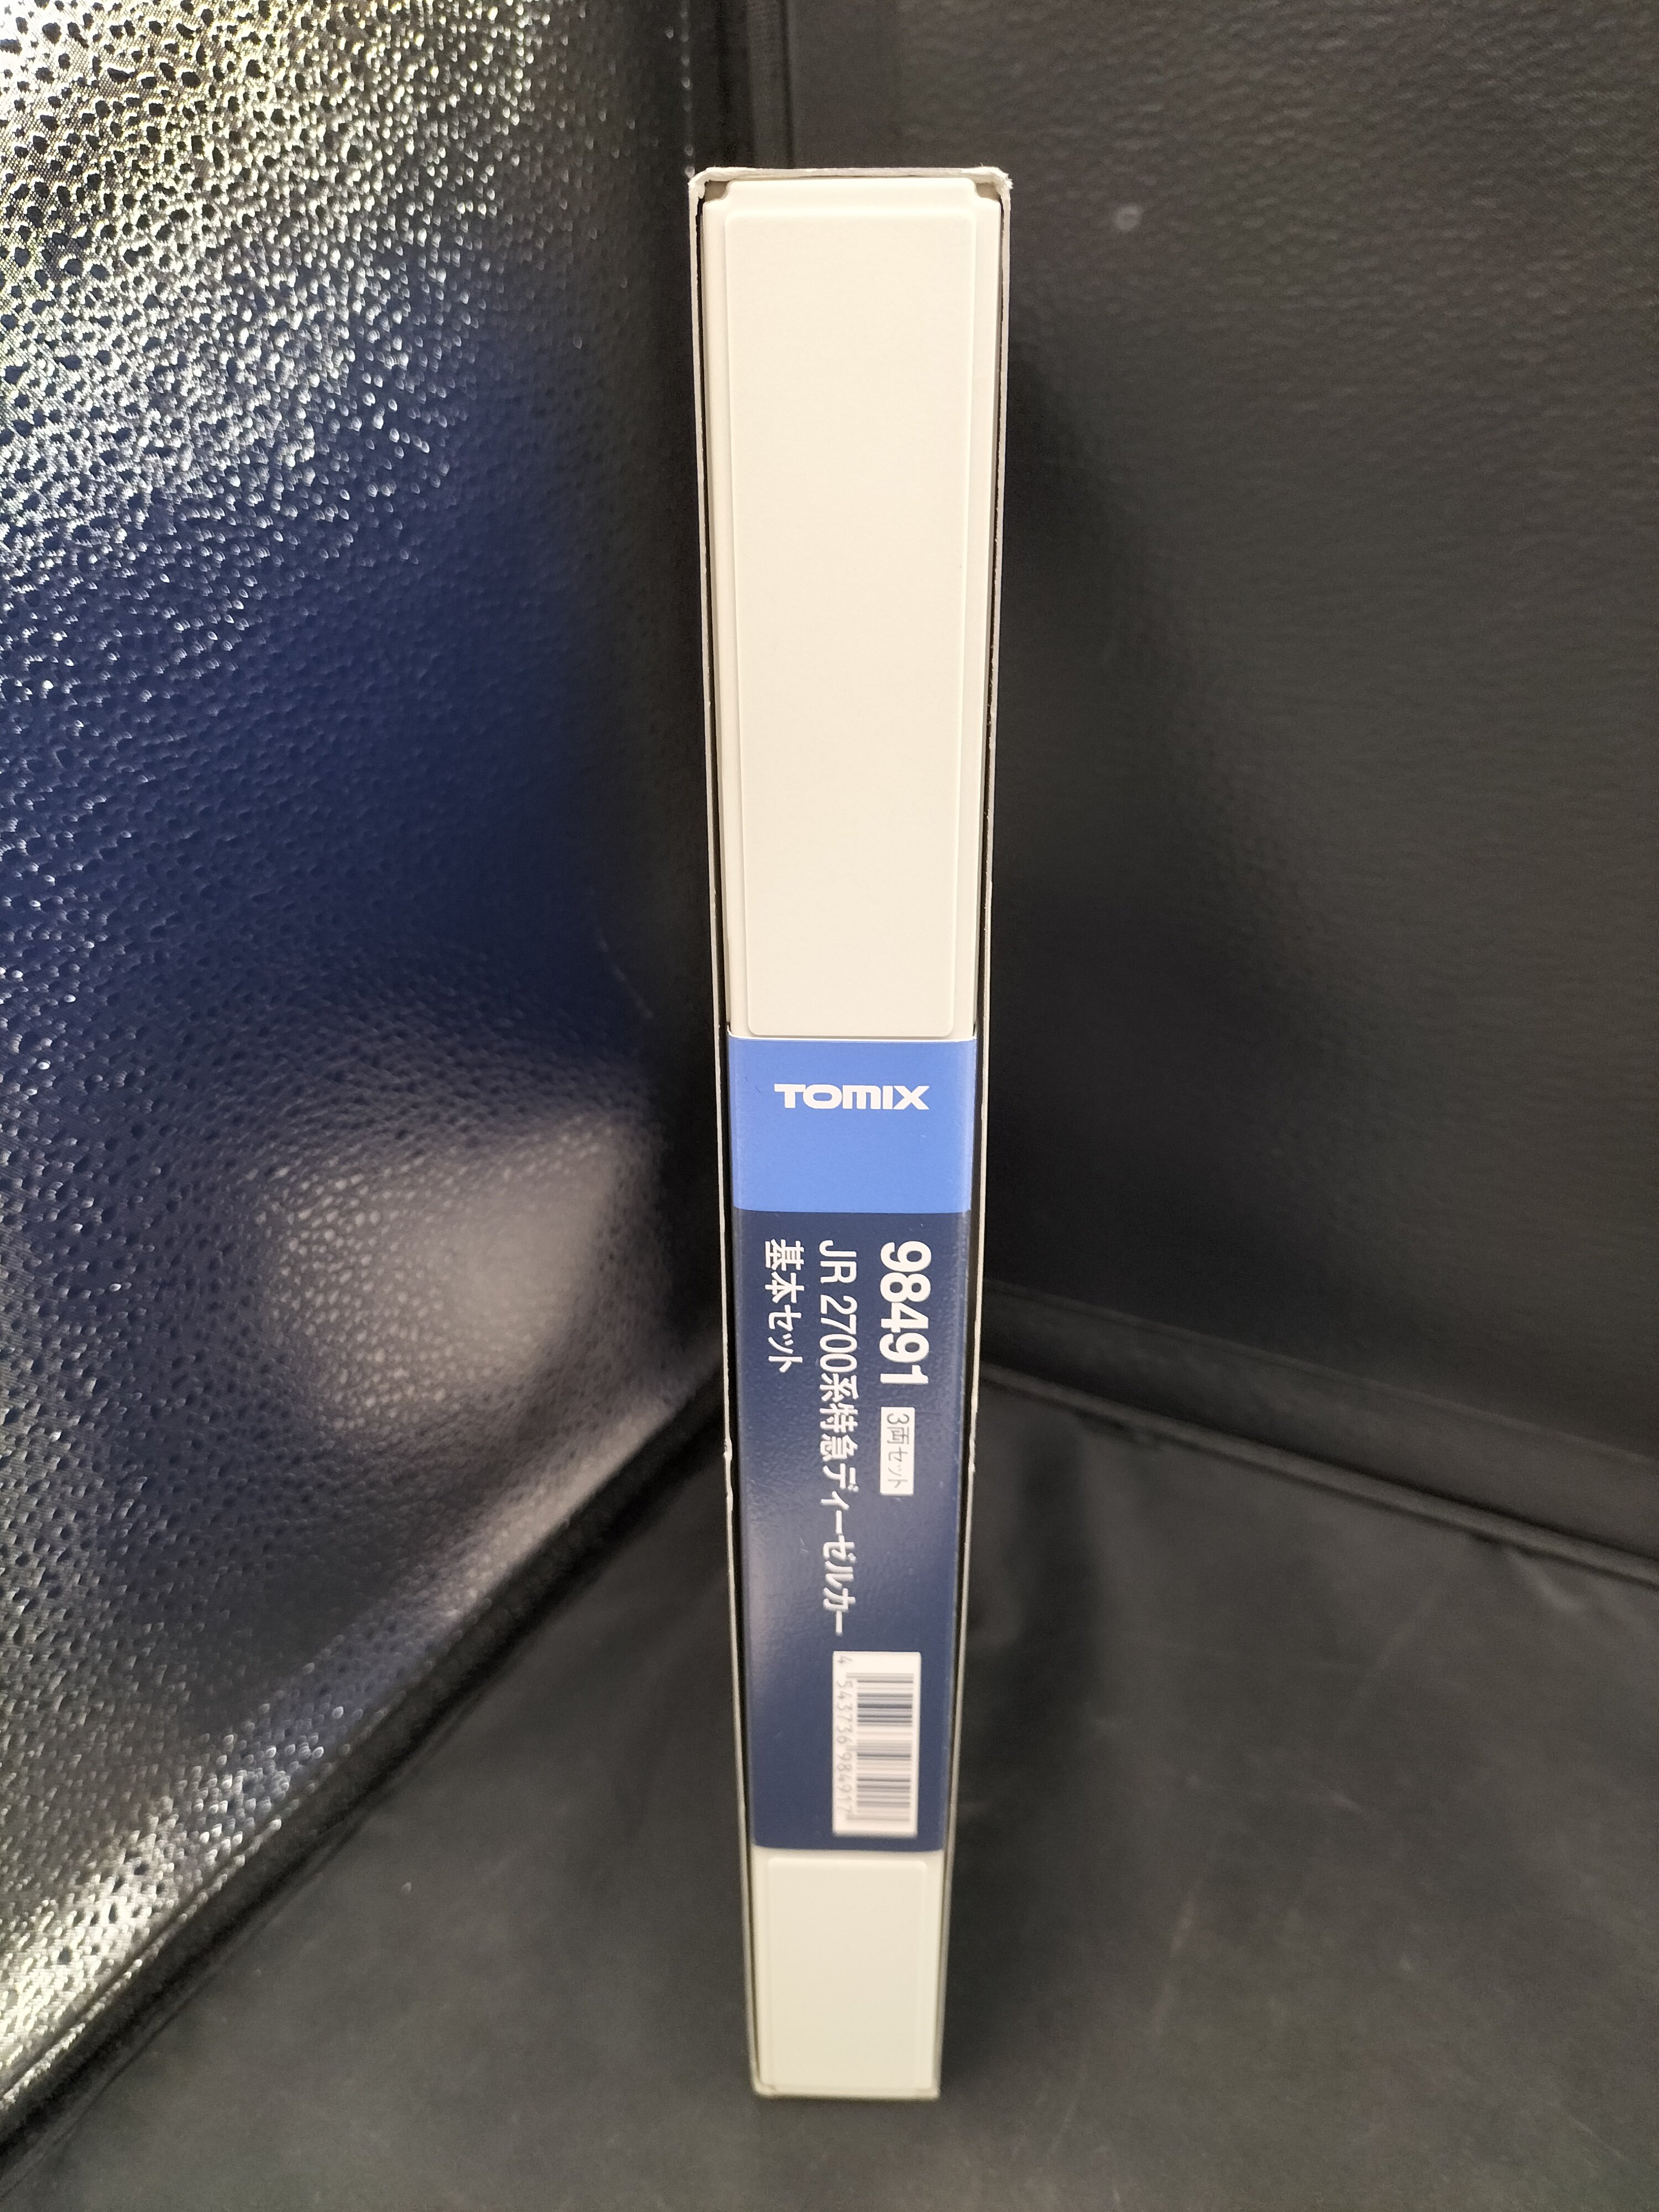 TOMIX
98491 3両セット
JR 2700系特急ディーゼルカー
基本セット
4 543736 984917